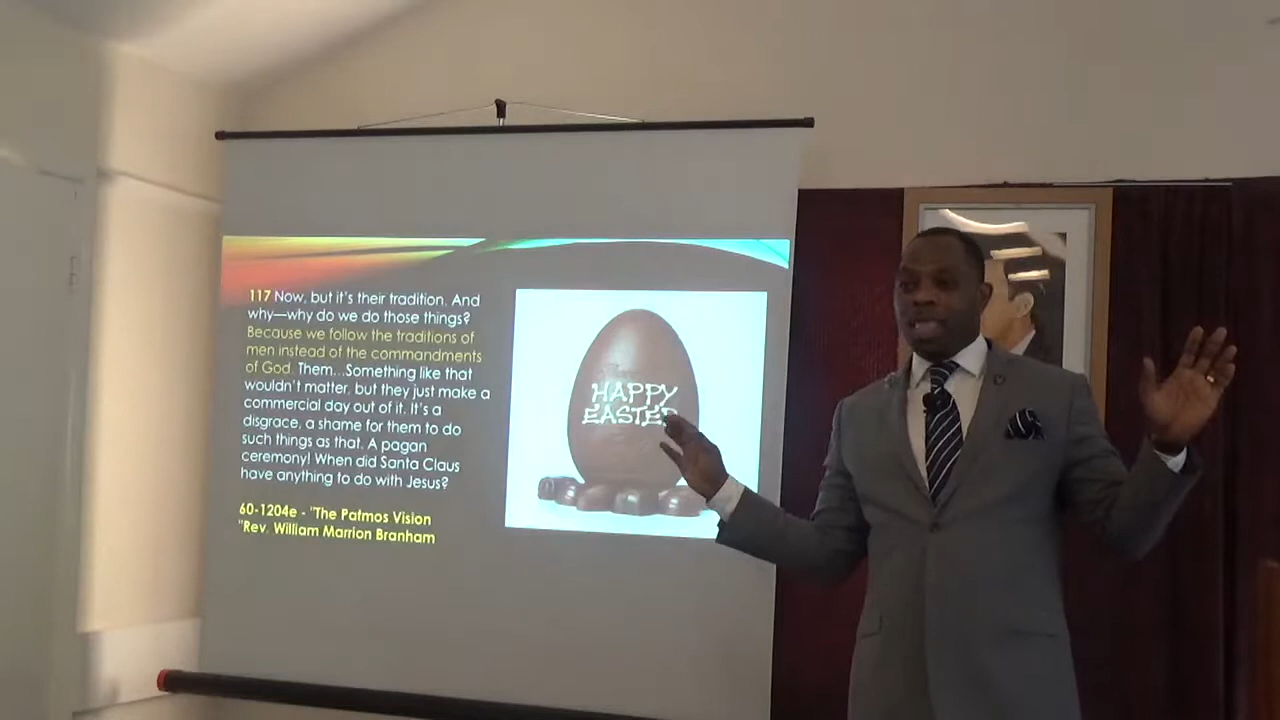 117 Now, but it's their tradition. And
why—why do we do those things?
Because we follow the traditions of
men instead of the commandments
of God. Them...Something like that
wouldn't matter, but they just make a
commercial day out of it. It's a
disgrace, a shame for them to do
such things as that. A pagan
ceremony! When did Santa Claus
have anything to do with Jesus?
60-1204e - "The Patmos Vision
"Rev. William Marrion Branham
HAPPY
EASTER